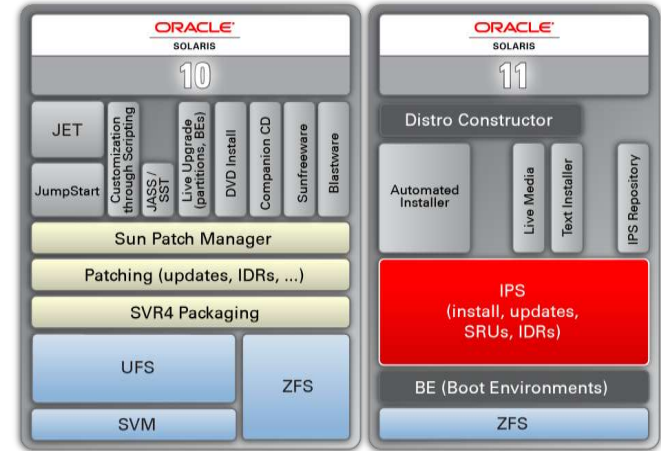 ORACLE
SOLARIS
10
JET
JumpStart
Customization
through Scripting
JASS /
SST
Live Upgrade
(partitions, BEs)
DVD Install
Companion CD
Sunfreeware
Blastware
Sun Patch Manager
Patching (updates, IDRs, ...)
SVR4 Packaging
UFS
SVM
ZFS
ORACLE
SOLARIS
11
Distro Constructor
Automated
Installer
Live Media
Text Installer
IPS Repository
IPS
(install, updates,
SRUs, IDRs)
BE (Boot Environments)
ZFS